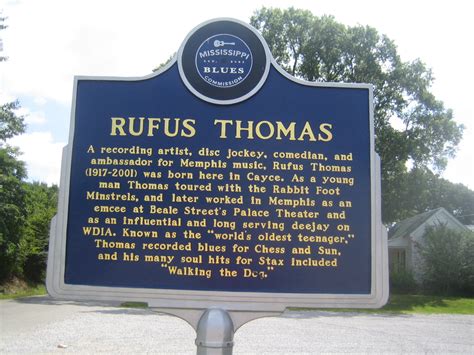 MISSISSIPPI
BLUES
COMMISSION
RUFUS THOMAS
A recording artist, disc jockey, comedian, and
ambassador for Memphis music, Rufus Thomas
(1917-2001) was born here in Cayce. As a young
man Thomas toured with the Rabbit Foot
Minstrels, and later worked in Memphis as an
emcee at Beale Street's Palace Theater and
as an influential and long serving deejay on
WDIA. Known as the "world's oldest teenager,"
Thomas recorded blues for Chess and Sun,
and his many soul hits for Stax included
"Walking the Dog."